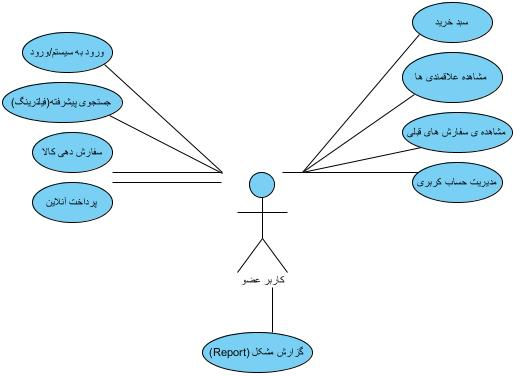 سبد خرید
ورود به سیستم/ورود
مشاهده علاقمندی ها
جستجوی پیشرفته(فیلترینگ)
مشاهده ی سفارش های قبلی
سفارش دهی کالا
مدیریت حساب کربری
پرداخت آنلاین
کاربر عضو
گزارش مشکل (Report)